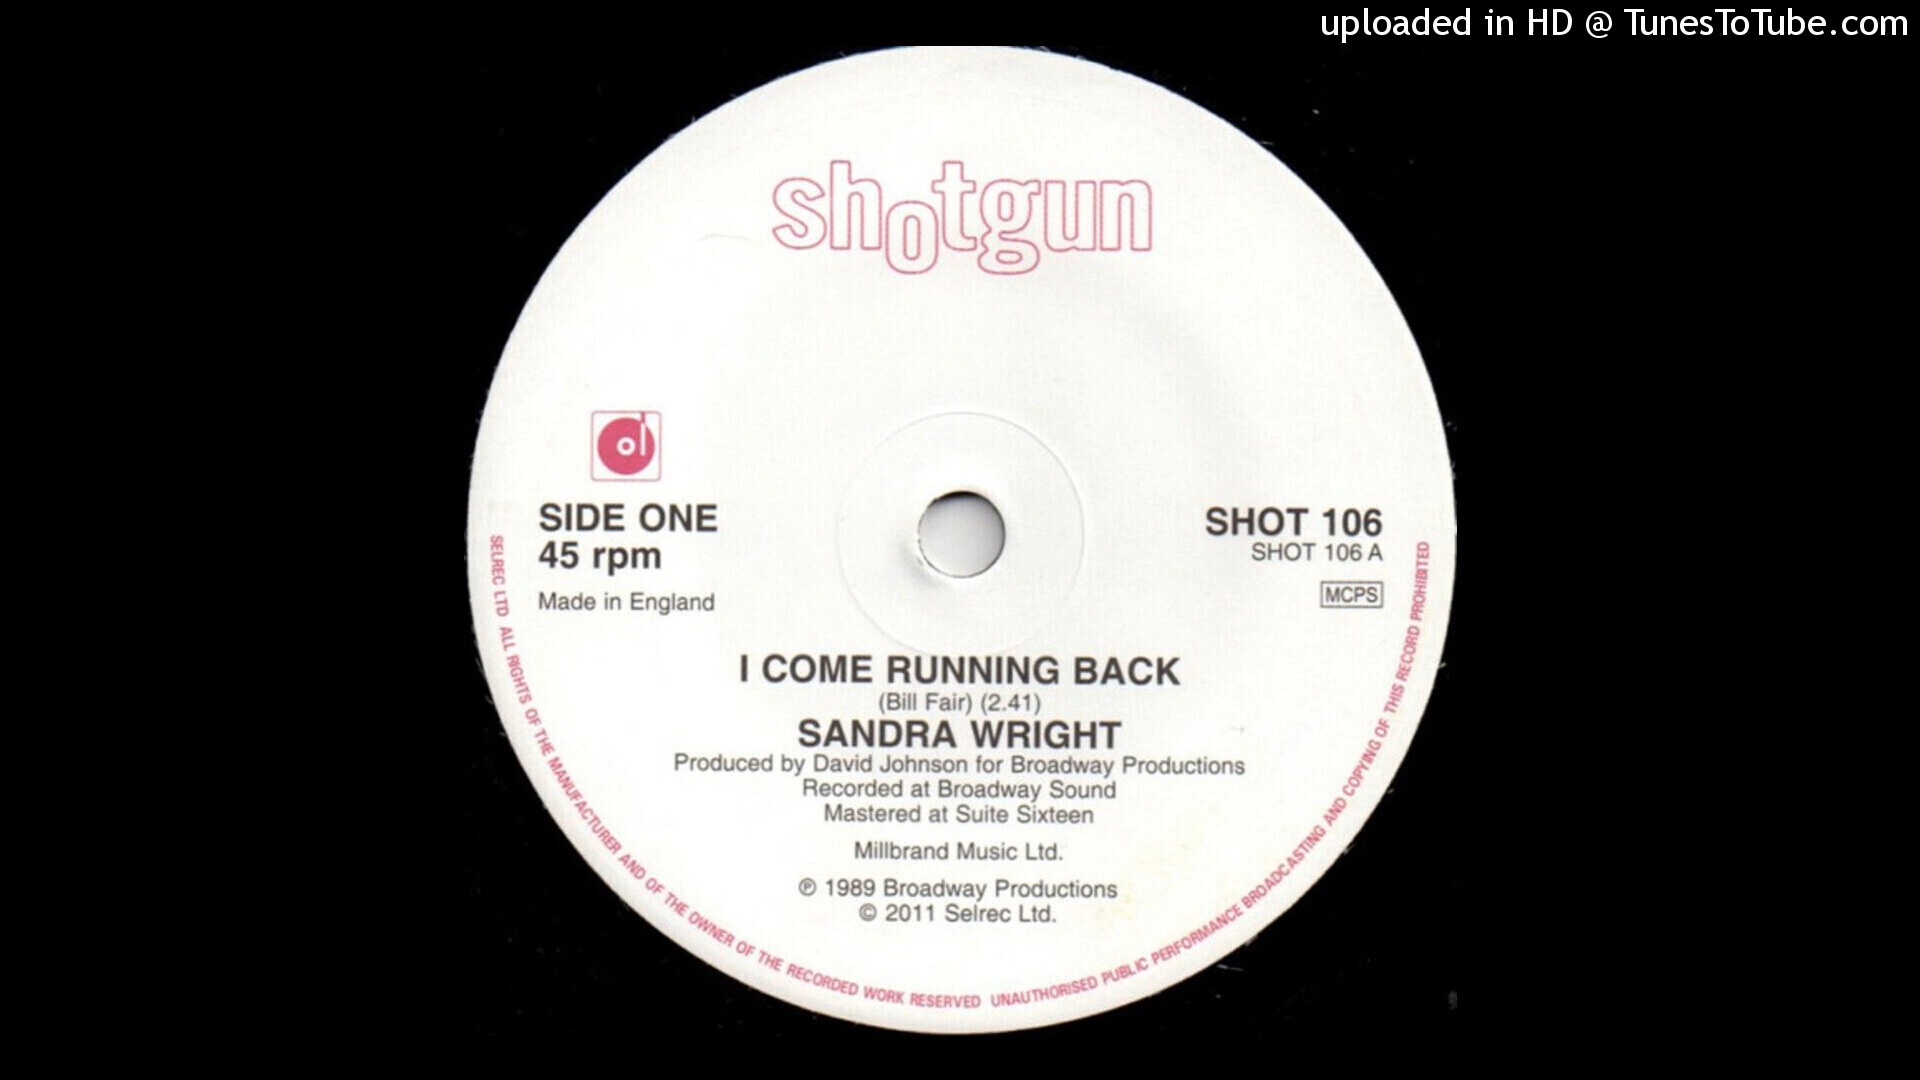 uploaded in HD @ TunesToTube.com
shotgun
SIDE ONE
45 rpm
Made in England
SHOT 106
SHOT 106 A
MCPS
I COME RUNNING BACK
(Bill Fair) (2.41)
SANDRA WRIGHT
Produced by David Johnson for Broadway Productions
Recorded at Broadway Sound
Mastered at Suite Sixteen
Millbrand Music Ltd.
℗ 1989 Broadway Productions
© 2011 Selrec Ltd.
SELREC LTD ALL RIGHTS OF THE MANUFACTURER AND OF THE OWNER OF THE RECORDED WORK RESERVED UNAUTHORISED PUBLIC PERFORMANCE BROADCASTING AND COPYING OF THIS RECORD PROHIBITED